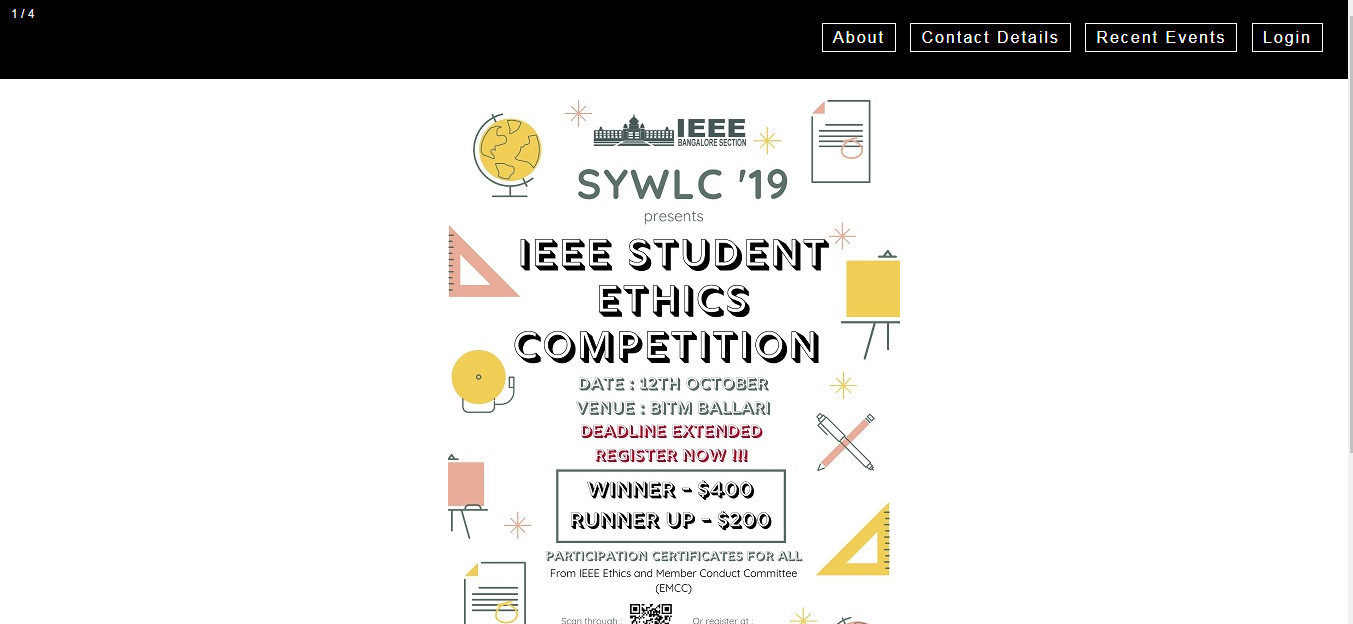 1 / 4
About
Contact Details
Recent Events
Login
IEEE
BANGALORE SECTION
SYWLC '19
presents
IEEE STUDENT
ETHICS
COMPETITION
DATE : 12TH OCTOBER
VENUE : BITM BALLARI
DEADLINE EXTENDED
REGISTER NOW !!!
WINNER - $400
RUNNER UP - $200
PARTICIPATION CERTIFICATES FOR ALL
From IEEE Ethics and Member Conduct Committee
(EMCC)
Scan through :
Or register at :